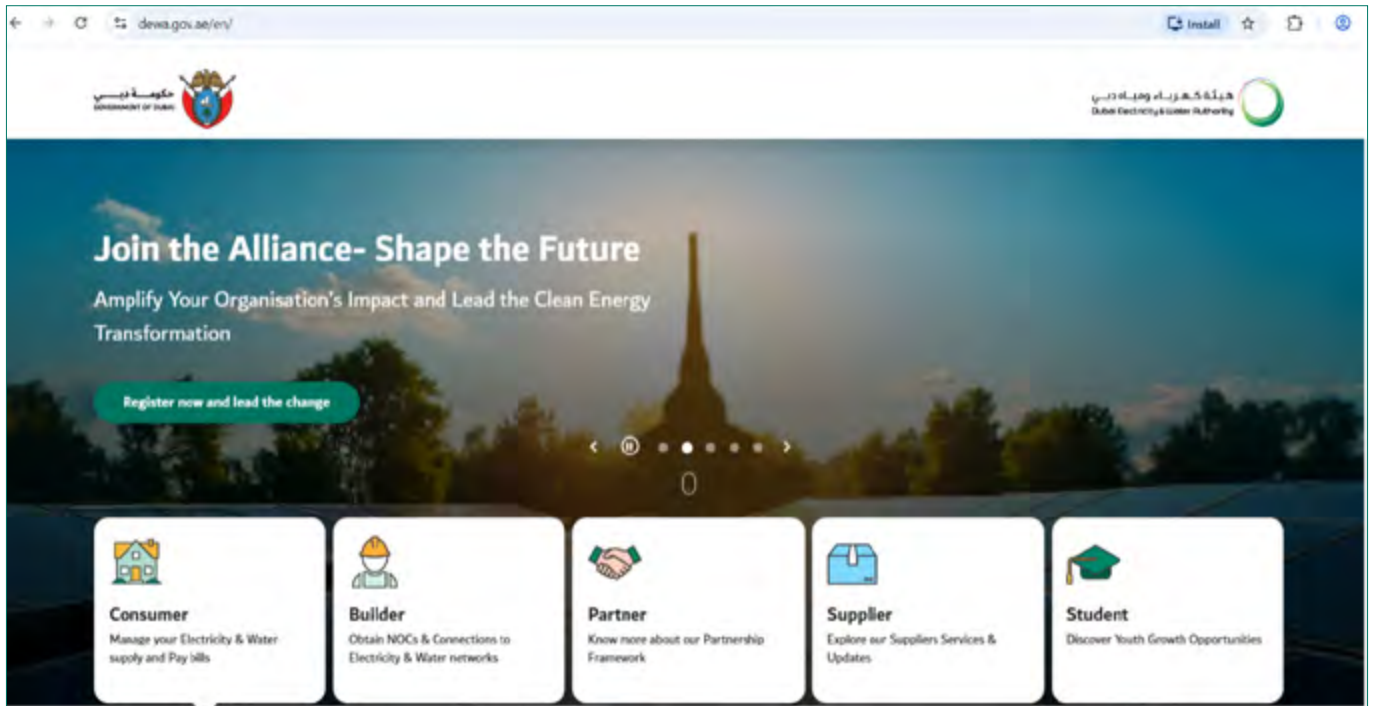 dewa.gov.ae/en/
Install
حكومة دبي
GOVERNMENT OF DUBAI
هيئة كهرباء ومياه دبي
Dubai Electricity & Water Authority
Join the Alliance- Shape the Future
Amplify Your Organisation's Impact and Lead the Clean Energy
Transformation
Register now and lead the change
Consumer
Manage your Electricity & Water
supply and Pay bills
Builder
Obtain NOCs & Connections to
Electricity & Water networks
Partner
Know more about our Partnership
Framework
Supplier
Explore our Suppliers Services &
Updates
Student
Discover Youth Growth Opportunities